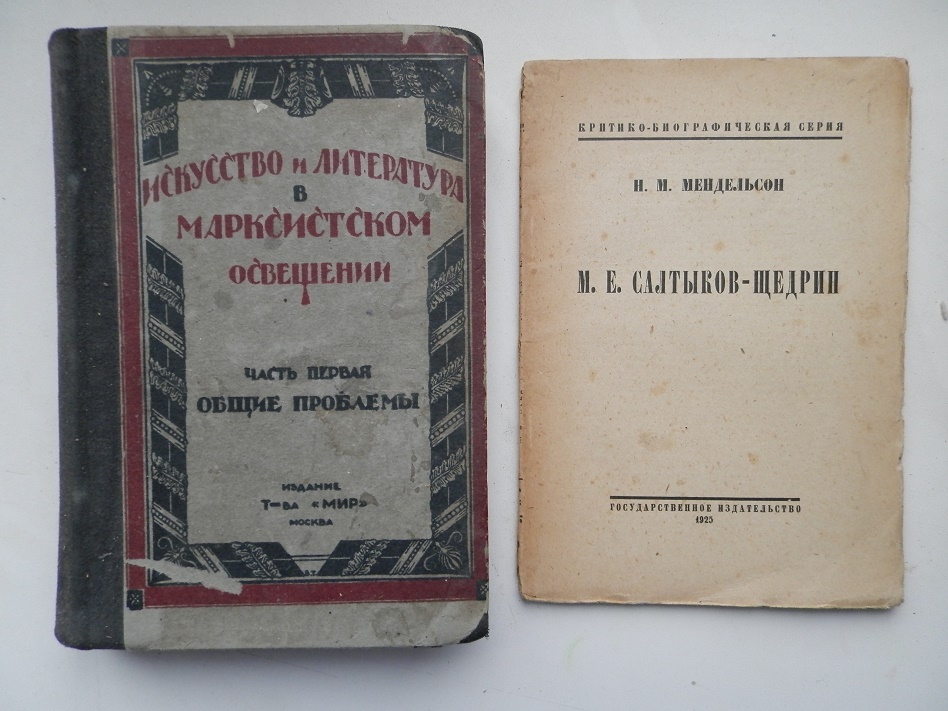 ИСКУССТВО и ЛИТЕРАТУРА
В
МАРКСИСТСКОМ
ОСВЕЩЕНИИ
ЧАСТЬ ПЕРВАЯ
ОБЩИЕ ПРОБЛЕМЫ
ИЗДАНИЕ
Т-ВА «МИР»
МОСКВА
КРИТИКО-БИОГРАФИЧЕСКАЯ СЕРИЯ
Н. М. МЕНДЕЛЬСОН
М. Е. САЛТЫКОВ-ЩЕДРИН
ГОСУДАРСТВЕННОЕ ИЗДАТЕЛЬСТВО
1925